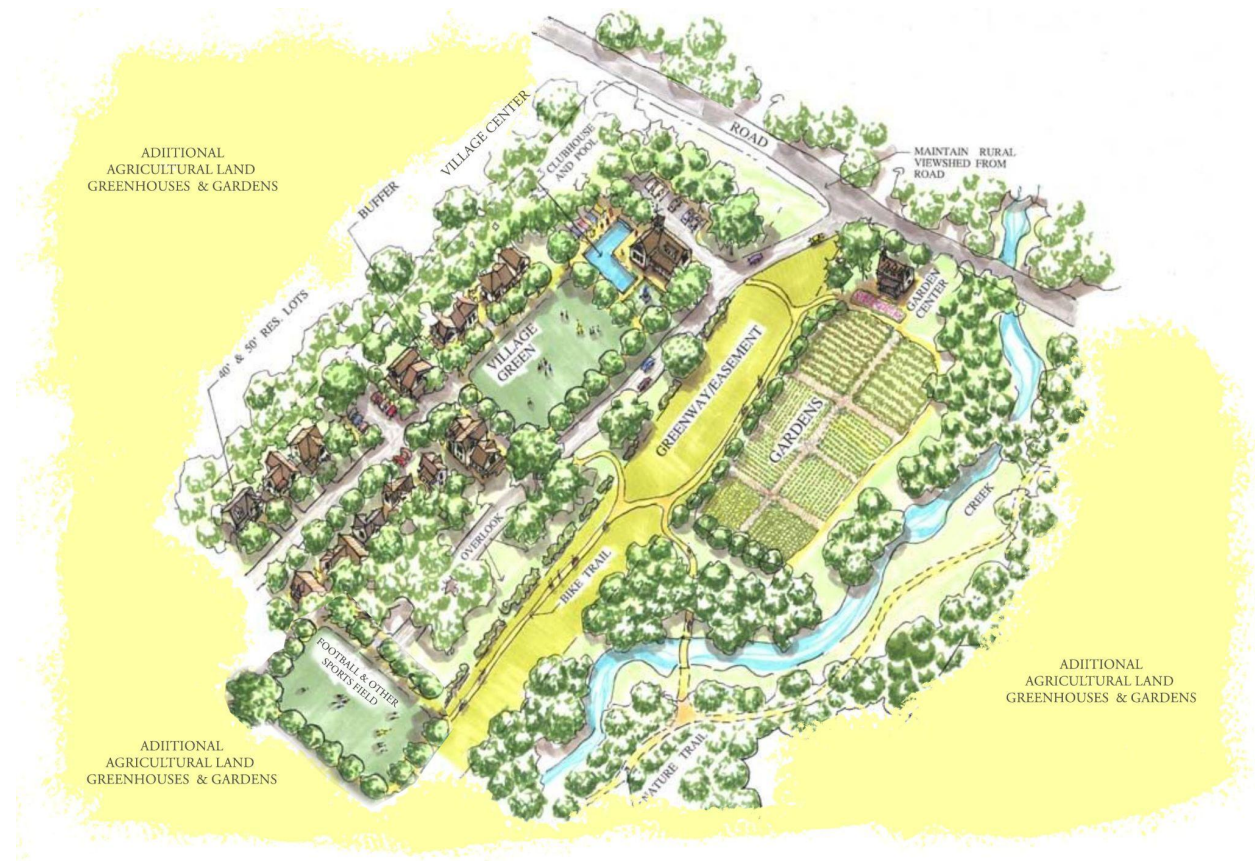 ROAD
MAINTAIN RURAL
VIEWSHED FROM
ROAD
VILLAGE CENTER
CLUBHOUSE
AND POOL
ADIITIONAL
AGRICULTURAL LAND
GREENHOUSES & GARDENS
BUFFER
40' & 50' RES. LOTS
GARDEN
CENTER
VILLAGE
GREEN
GREENWAY/EASEMENT
GARDENS
CREEK
OVERLOOK
BIKE TRAIL
FOOTBALL & OTHER
SPORTS FIELD
ADIITIONAL
AGRICULTURAL LAND
GREENHOUSES & GARDENS
ADIITIONAL
AGRICULTURAL LAND
GREENHOUSES & GARDENS
NATURE TRAIL